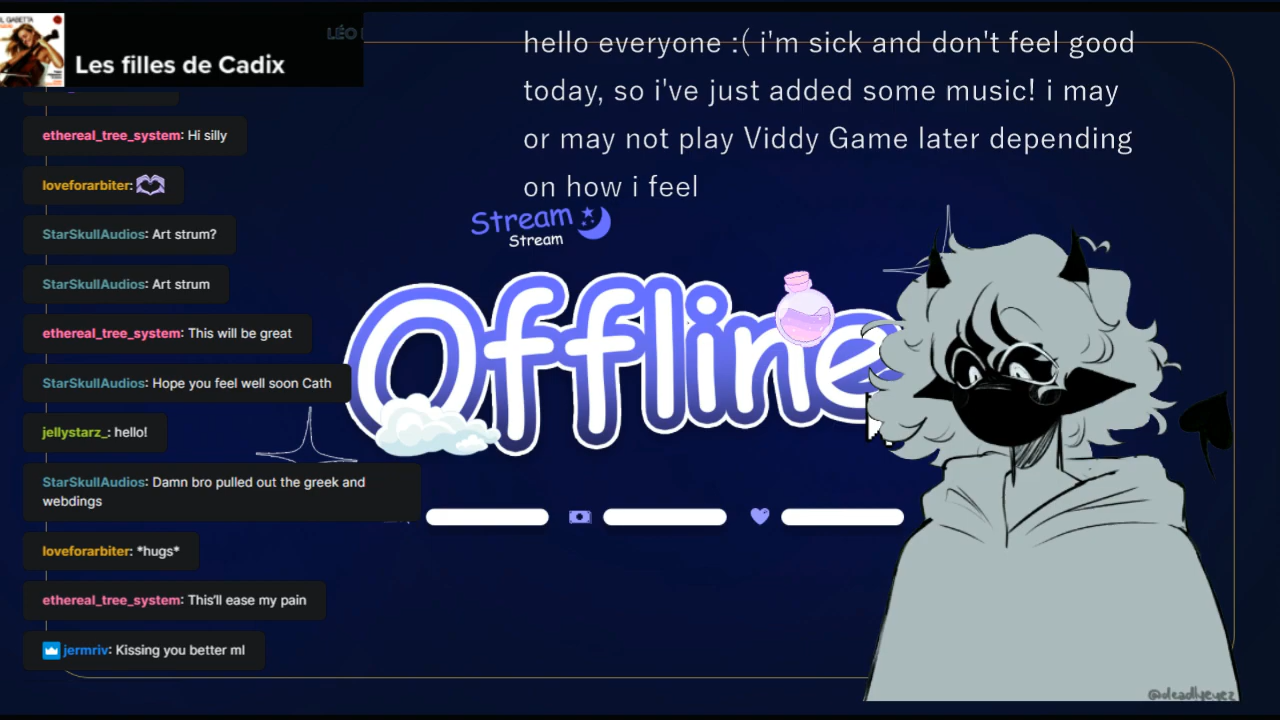 LÉO
Les filles de Cadix
hello everyone :( i'm sick and don't feel good
today, so i've just added some music! i may
or may not play Viddy Game later depending
on how i feel
Stream
Stream
Offline
ethereal_tree_system: Hi silly
loveforarbiter:
StarSkullAudios: Art strum?
StarSkullAudios: Art strum
ethereal_tree_system: This will be great
StarSkullAudios: Hope you feel well soon Cath
jellystarz_: hello!
StarSkullAudios: Damn bro pulled out the greek and
webdings
loveforarbiter: *hugs*
ethereal_tree_system: This'll ease my pain
jermriv: Kissing you better ml
@deadlyeyez